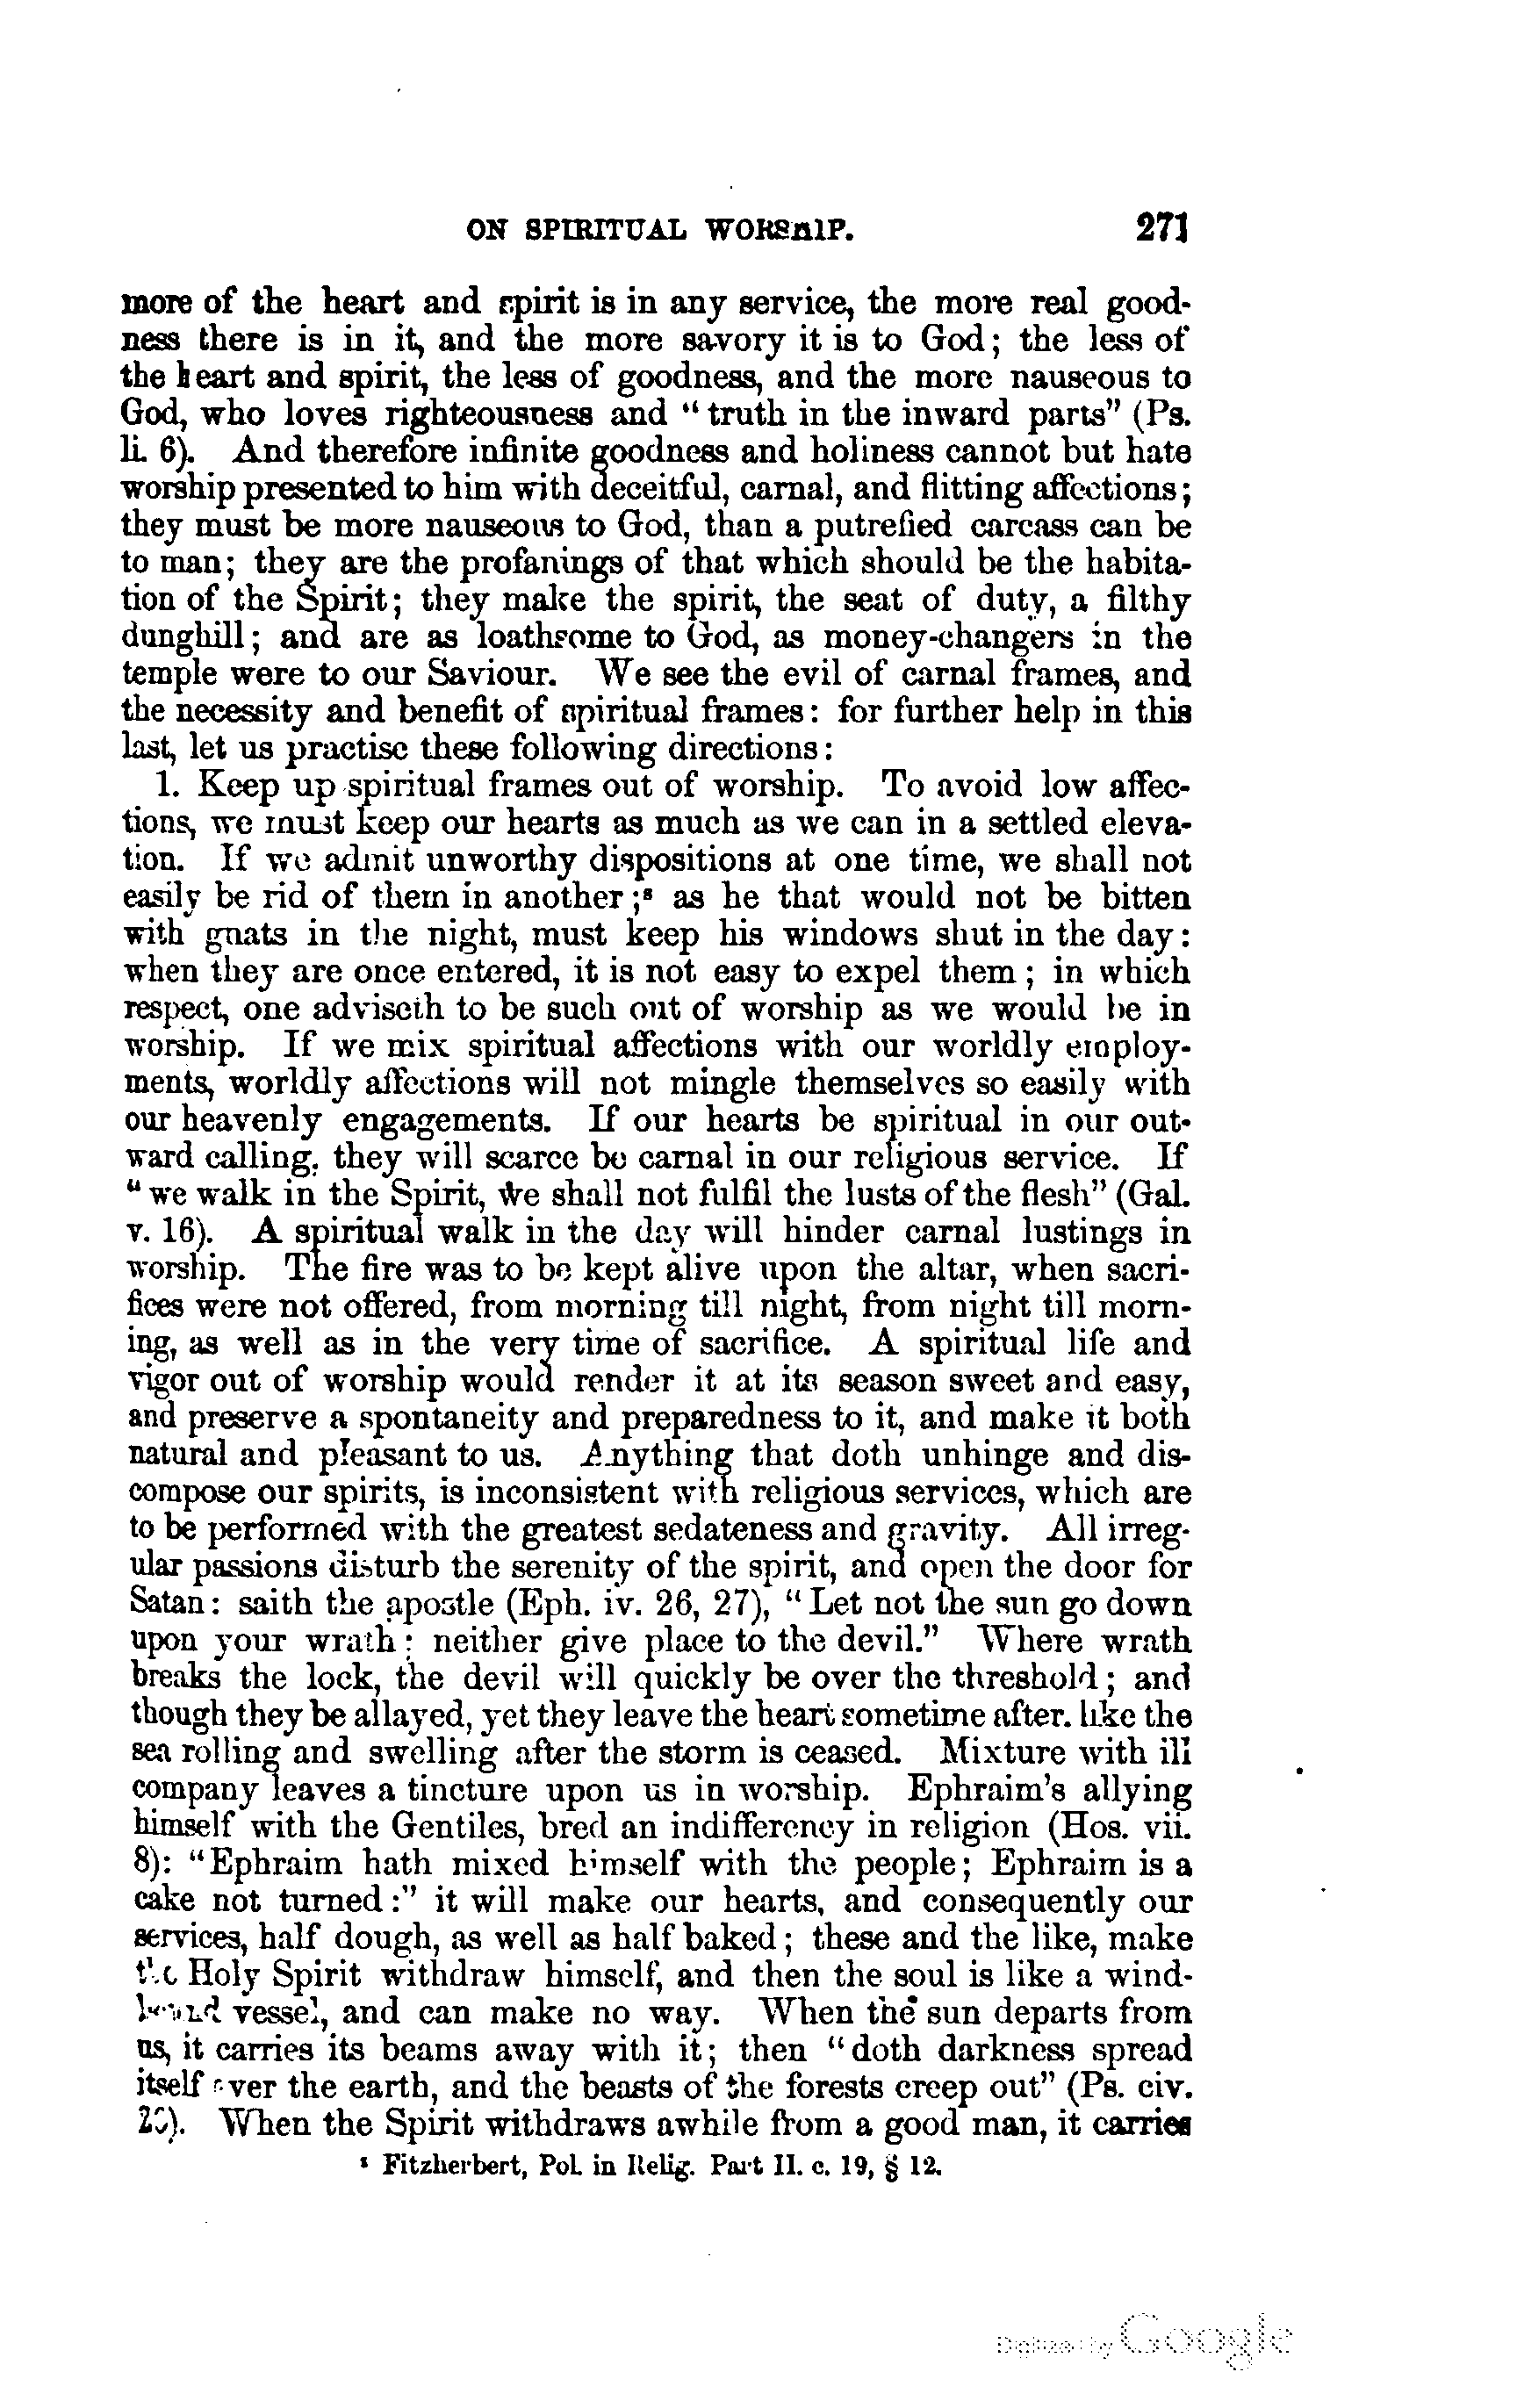 ON SPIRITUAL WORSHIP. 271
more of the heart and spirit is in any service, the more real good-
ness there is in it, and the more savory it is to God; the less of
the heart and spirit, the less of goodness, and the more nauseous to
God, who loves righteousness and "truth in the inward parts" (Ps.
li. 6). And therefore infinite goodness and holiness cannot but hate
worship presented to him with deceitful, carnal, and flitting affections;
they must be more nauseous to God, than a putrefied carcass can be
to man; they are the profanings of that which should be the habita-
tion of the Spirit; they make the spirit, the seat of duty, a filthy
dunghill; and are as loathsome to God, as money-changers in the
temple were to our Saviour. We see the evil of carnal frames, and
the necessity and benefit of spiritual frames: for further help in this
last, let us practise these following directions:
1. Keep up spiritual frames out of worship. To avoid low affec-
tions, we must keep our hearts as much as we can in a settled eleva-
tion. If we admit unworthy dispositions at one time, we shall not
easily be rid of them in another;s as he that would not be bitten
with gnats in the night, must keep his windows shut in the day:
when they are once entered, it is not easy to expel them; in which
respect, one adviseth to be such out of worship as we would be in
worship. If we mix spiritual affections with our worldly employ-
ments, worldly affections will not mingle themselves so easily with
our heavenly engagements. If our hearts be spiritual in our out-
ward calling, they will scarce be carnal in our religious service. If
"we walk in the Spirit, we shall not fulfil the lusts of the flesh" (Gal.
v. 16). A spiritual walk in the day will hinder carnal lustings in
worship. The fire was to be kept alive upon the altar, when sacri-
fices were not offered, from morning till night, from night till morn-
ing, as well as in the very time of sacrifice. A spiritual life and
vigor out of worship would render it at its season sweet and easy,
and preserve a spontaneity and preparedness to it, and make it both
natural and pleasant to us. Anything that doth unhinge and dis-
compose our spirits, is inconsistent with religious services, which are
to be performed with the greatest sedateness and gravity. All irreg-
ular passions disturb the serenity of the spirit, and open the door for
Satan: saith the apostle (Eph. iv. 26, 27), "Let not the sun go down
upon your wrath: neither give place to the devil." Where wrath
breaks the lock, the devil will quickly be over the threshold; and
though they be allayed, yet they leave the heart sometime after, like the
sea rolling and swelling after the storm is ceased. Mixture with ill
company leaves a tincture upon us in worship. Ephraim's allying
himself with the Gentiles, bred an indifferency in religion (Hos. vii.
8): "Ephraim hath mixed himself with the people; Ephraim is a
cake not turned:" it will make our hearts, and consequently our
services, half dough, as well as half baked; these and the like, make
the Holy Spirit withdraw himself, and then the soul is like a wind-
bound vessel, and can make no way. When the sun departs from
us, it carries its beams away with it; then "doth darkness spread
itself over the earth, and the beasts of the forests creep out" (Ps. civ.
20). When the Spirit withdraws awhile from a good man, it carries
s Fitzherbert, Pol. in Relig. Part II. c. 19, § 12.
Digitized by Google